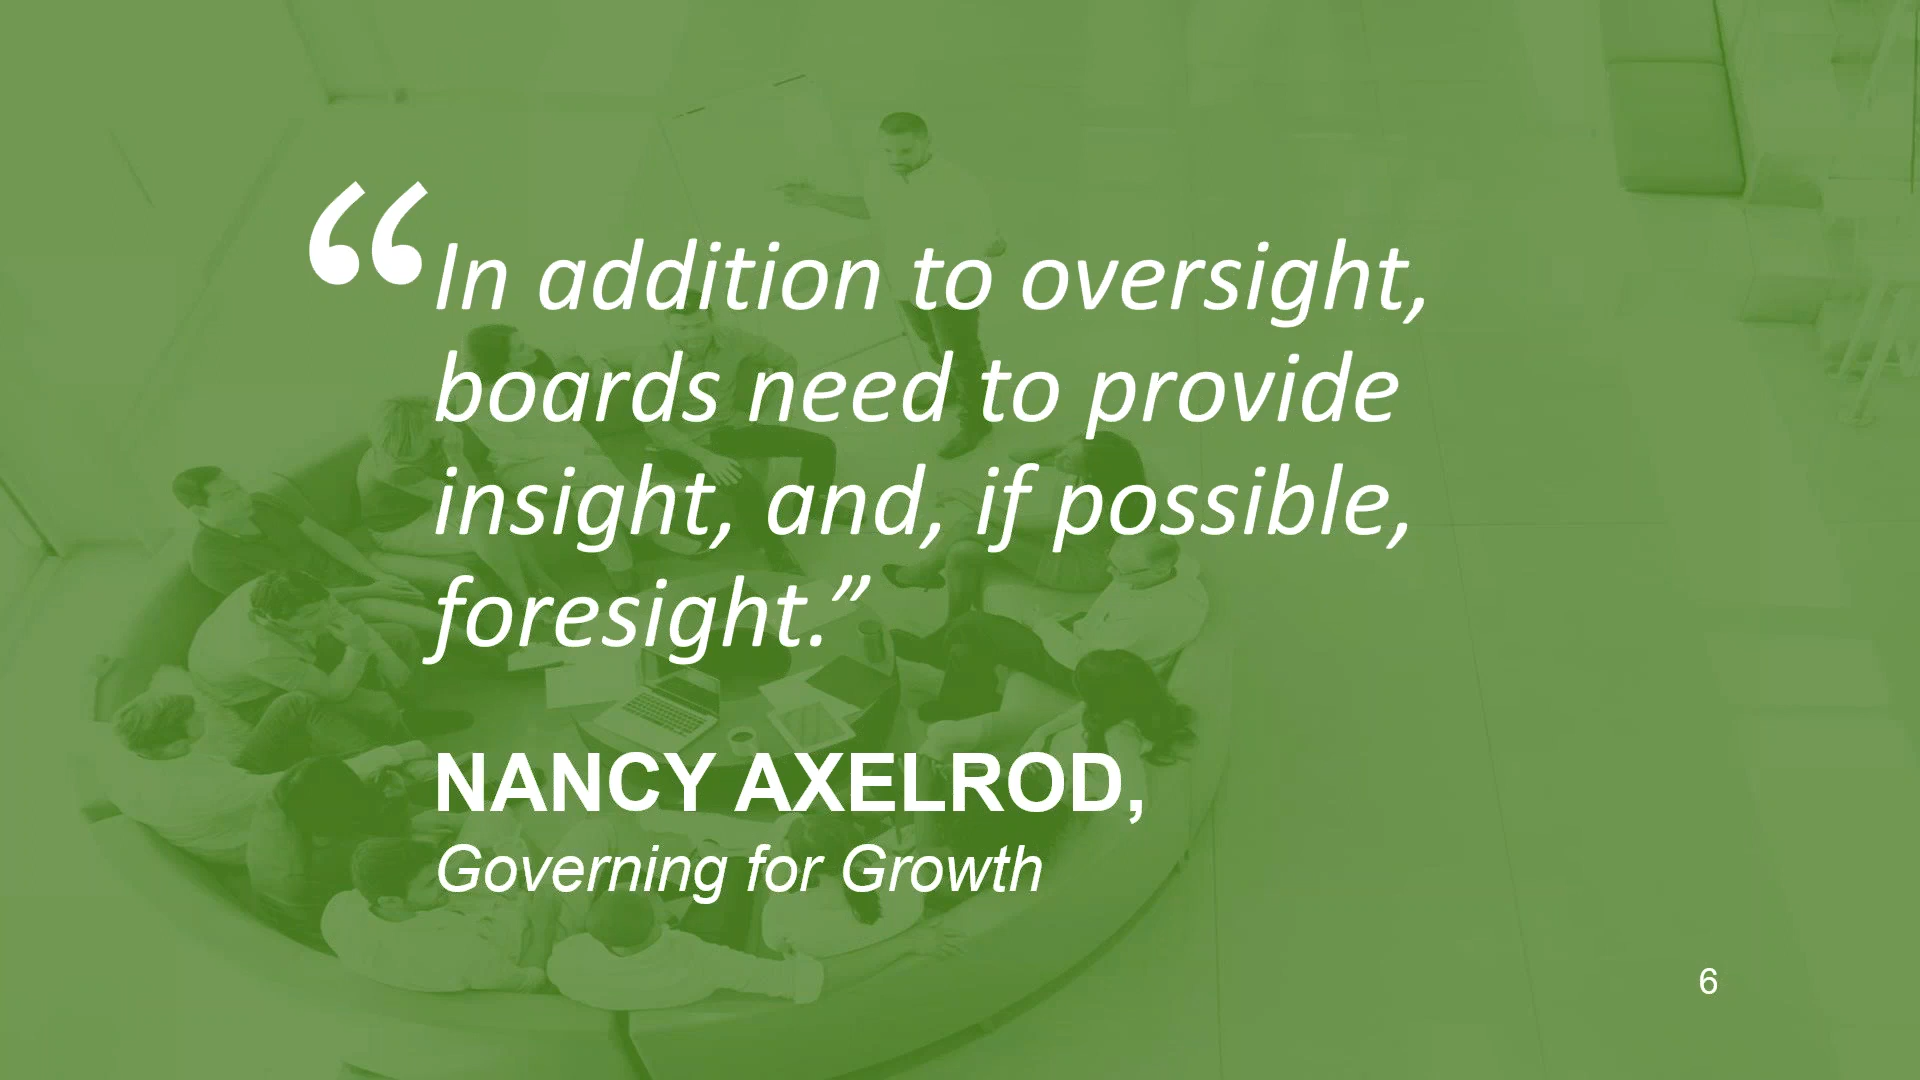 “In addition to oversight,
boards need to provide
insight, and, if possible,
foresight.”
NANCY AXELROD,
Governing for Growth
6